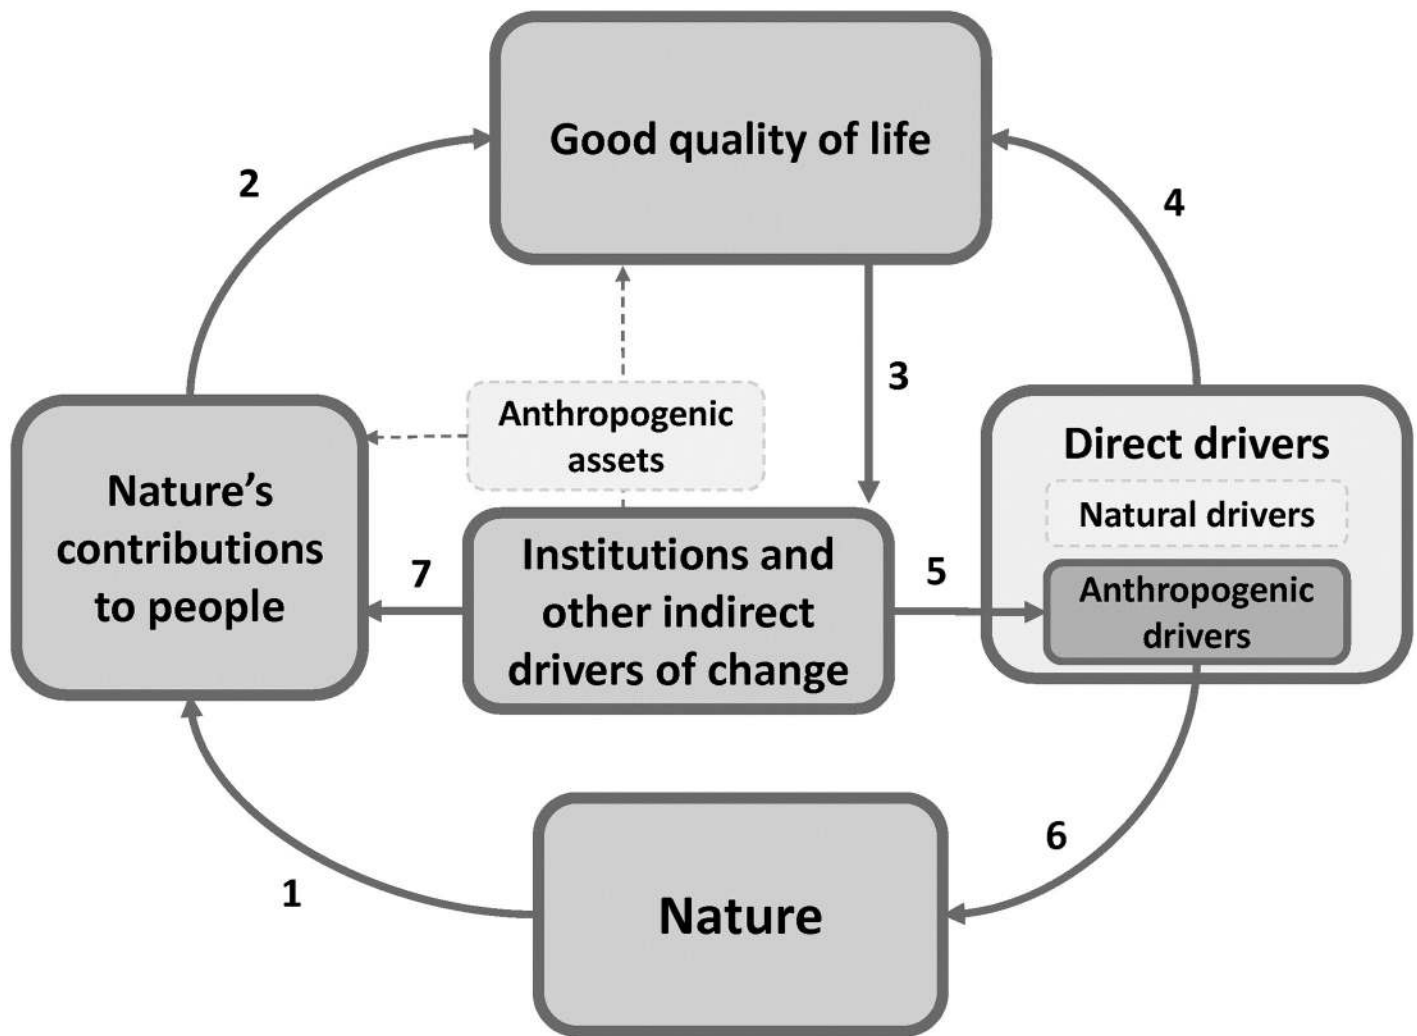 Good quality of life
2
4
3
Anthropogenic
assets
Direct drivers
Natural drivers
Anthropogenic
drivers
Nature’s
contributions
to people
7
Institutions and
other indirect
drivers of change
5
6
1
Nature